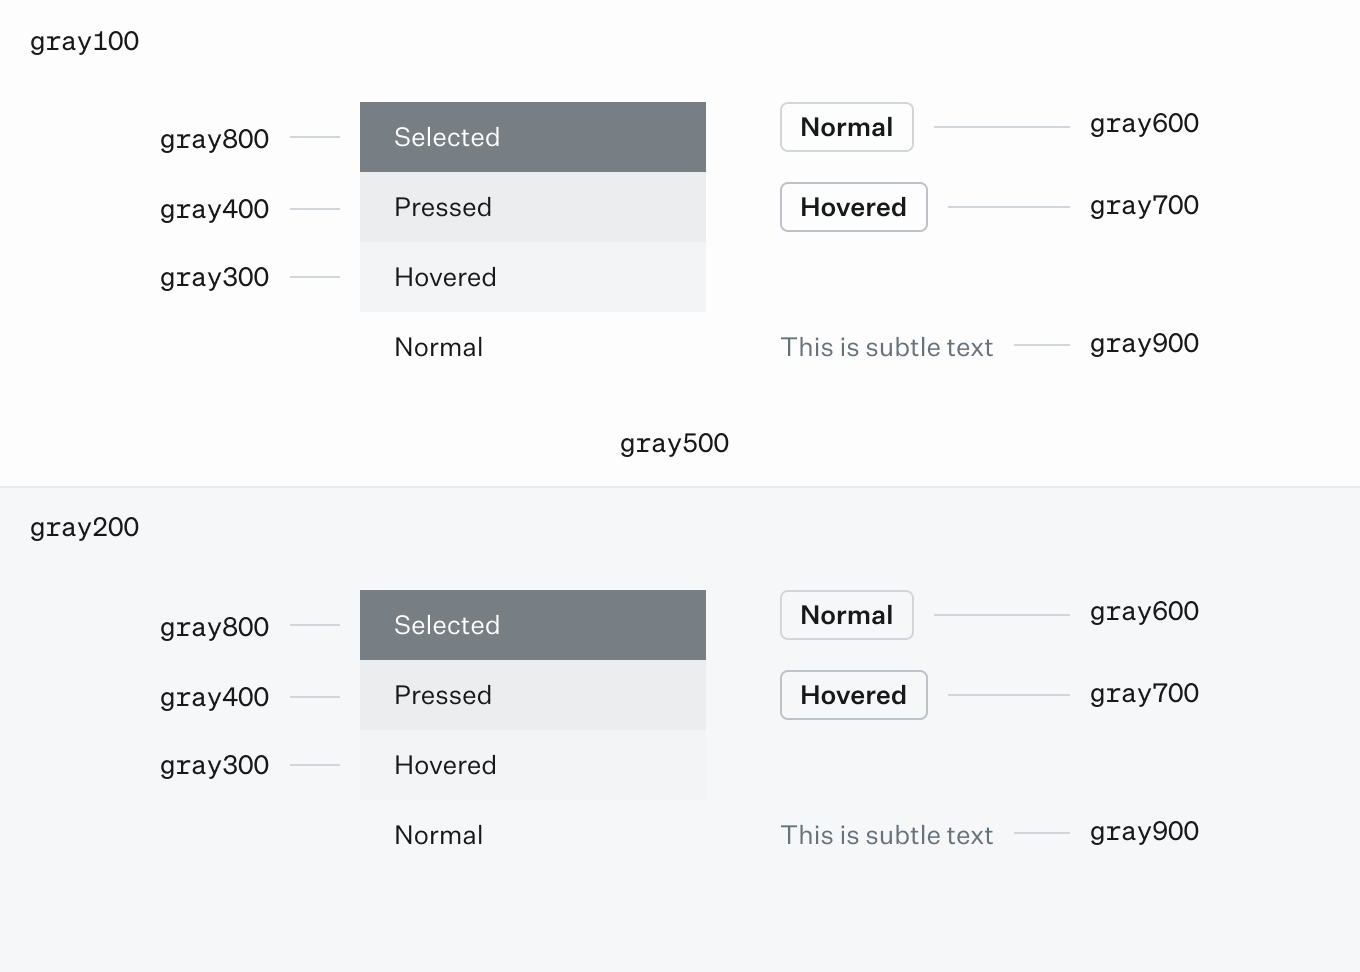 gray100
gray800 Selected Normal gray600
gray400 Pressed Hovered gray700
gray300 Hovered
Normal This is subtle text gray900
gray500
gray200
gray800 Selected Normal gray600
gray400 Pressed Hovered gray700
gray300 Hovered
Normal This is subtle text gray900